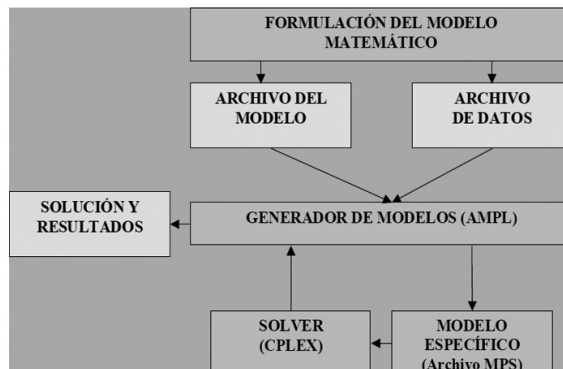 FORMULACIÓN DEL MODELO
MATEMÁTICO
ARCHIVO DEL
MODELO
ARCHIVO
DE DATOS
SOLUCIÓN Y
RESULTADOS
GENERADOR DE MODELOS (AMPL)
SOLVER
(CPLEX)
MODELO
ESPECÍFICO
(Archivo MPS)